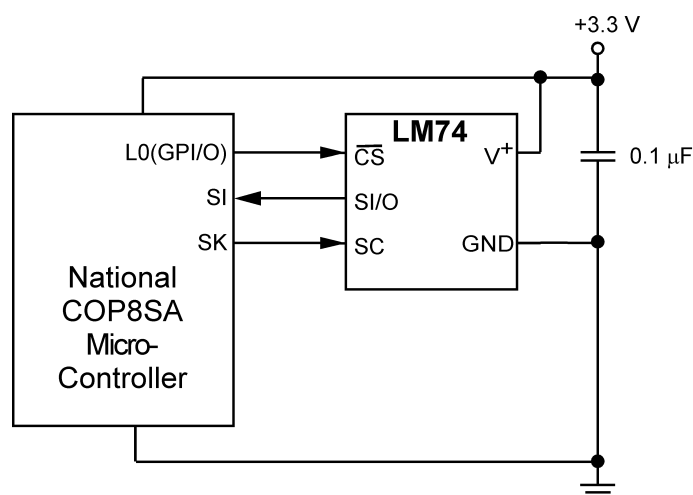 +3.3 V
LM74
L0(GPI/O)
CS
V+
0.1 μF
SI
SI/O
SK
SC
GND
National
COP8SA
Micro-
Controller